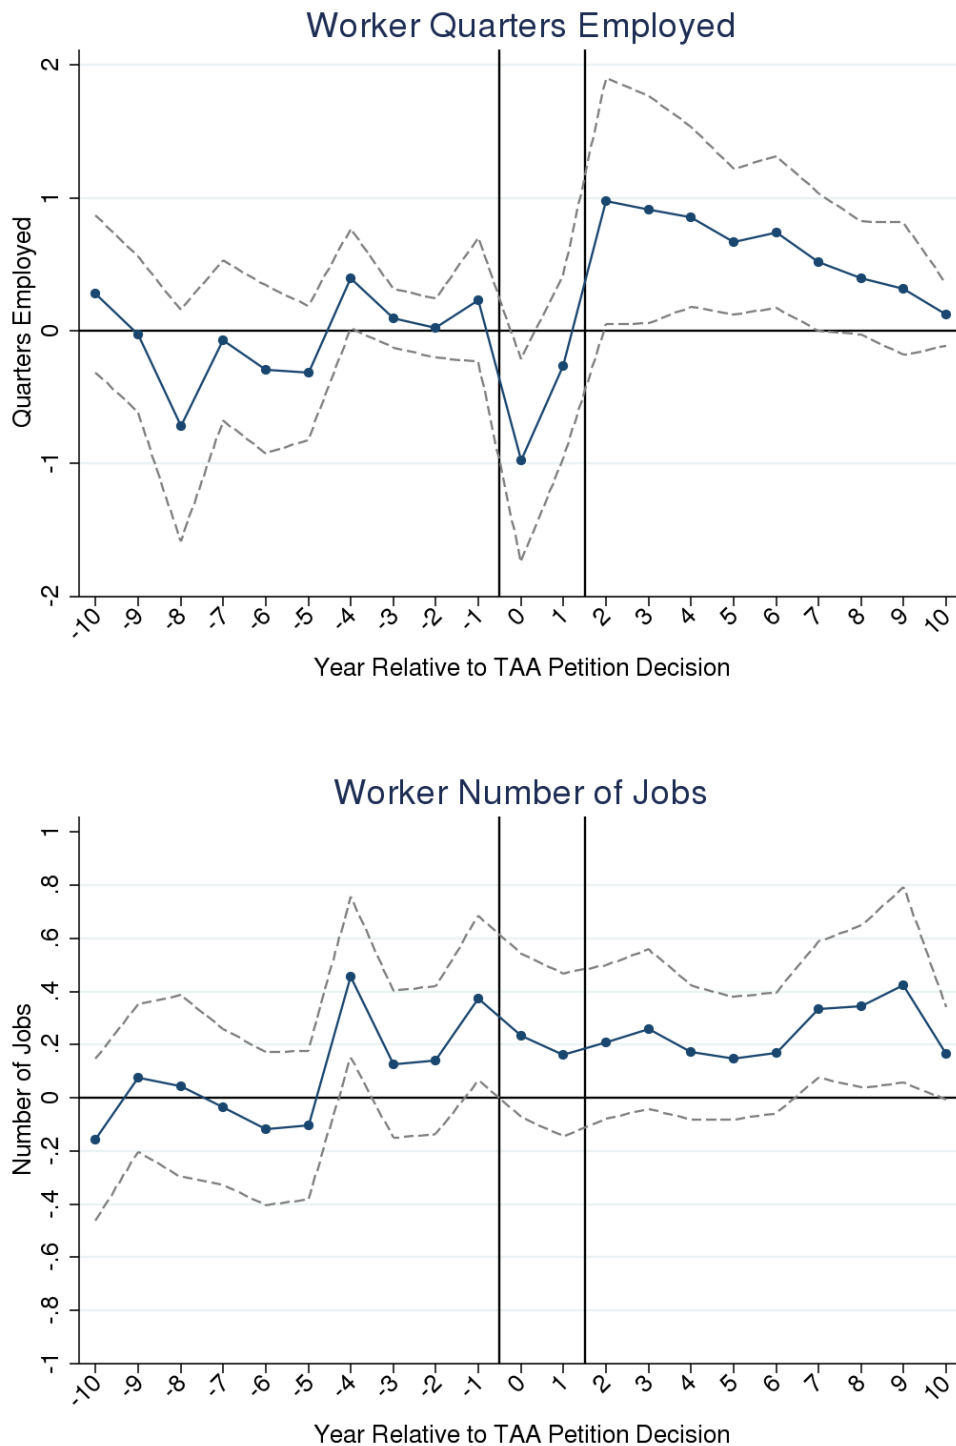 Worker Quarters Employed
Quarters Employed
2
1
0
-1
-2
-10 -9 -8 -7 -6 -5 -4 -3 -2 -1 0 1 2 3 4 5 6 7 8 9 10
Year Relative to TAA Petition Decision
Worker Number of Jobs
Number of Jobs
1
.8
.6
.4
.2
0
-.2
-.4
-.6
-.8
-1
-10 -9 -8 -7 -6 -5 -4 -3 -2 -1 0 1 2 3 4 5 6 7 8 9 10
Year Relative to TAA Petition Decision